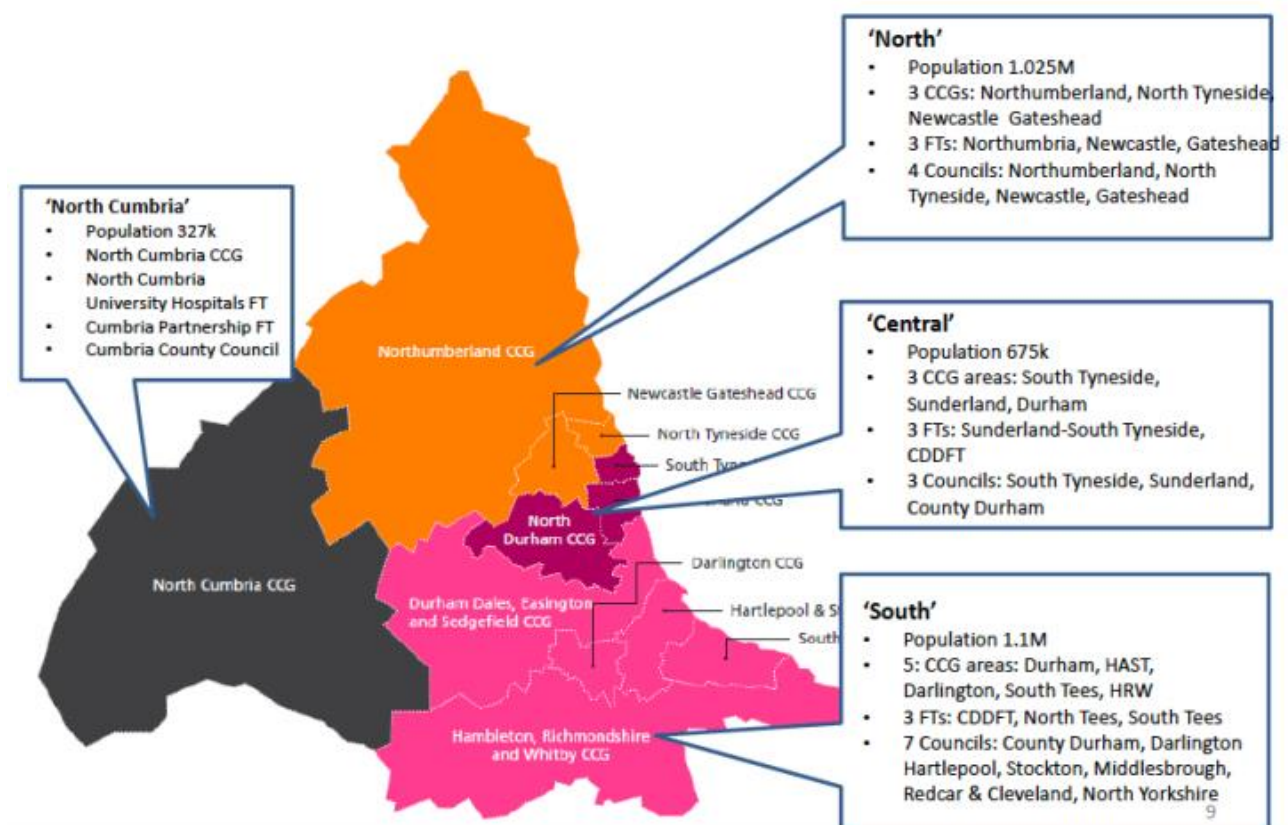 'North'
• Population 1.025M
• 3 CCGs: Northumberland, North Tyneside,
Newcastle Gateshead
• 3 FTs: Northumbria, Newcastle, Gateshead
• 4 Councils: Northumberland, North
Tyneside, Newcastle, Gateshead
'North Cumbria'
• Population 327k
• North Cumbria CCG
• North Cumbria
University Hospitals FT
• Cumbria Partnership FT
• Cumbria County Council
Northumberland CCG
Newcastle Gateshead CCG
North Tyneside CCG
South
CCG
North
Durham CCG
Darlington CCG
North Cumbria CCG
Durham Dales, Easington
and Sedgefield CCG
Hartlepool &
South
Hambleton, Richmondshire
and Whitby CCG
'Central'
• Population 675k
• 3 CCG areas: South Tyneside,
Sunderland, Durham
• 3 FTs: Sunderland-South Tyneside,
CDDFT
• 3 Councils: South Tyneside, Sunderland,
County Durham
'South'
• Population 1.1M
• 5: CCG areas: Durham, HAST,
Darlington, South Tees, HRW
• 3 FTs: CDDFT, North Tees, South Tees
• 7 Councils: County Durham, Darlington
Hartlepool, Stockton, Middlesbrough,
Redcar & Cleveland, North Yorkshire
9